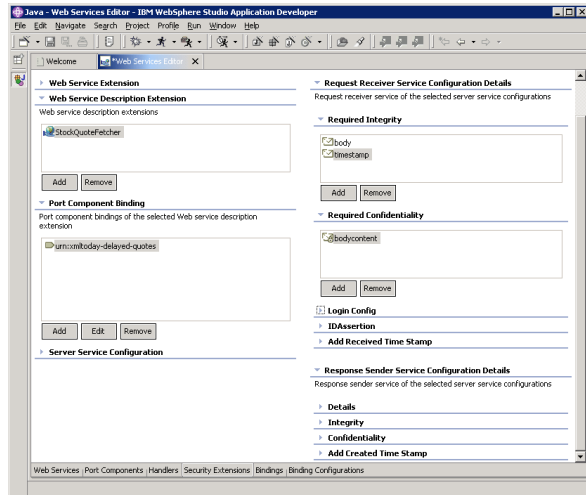 Java - Web Services Editor - IBM WebSphere Studio Application Developer
File Edit Navigate Search Project Profile Run Window Help
Welcome *Web Services Editor X
Web Service Extension
Web Service Description Extension
Web service description extensions
StockQuoteFetcher
Add Remove
Port Component Binding
Port component bindings of the selected Web service description
extension
urn:xmltoday-delayed-quotes
Add Edit Remove
Server Service Configuration
Request Receiver Service Configuration Details
Request receiver service of the selected server service configurations
Required Integrity
body
timestamp
Add Remove
Required Confidentiality
bodycontent
Add Remove
Login Config
IDAssertion
Add Received Time Stamp
Response Sender Service Configuration Details
Response sender service of the selected server service configurations
Details
Integrity
Confidentiality
Add Created Time Stamp
Web Services Port Components Handlers Security Extensions Bindings Binding Configurations